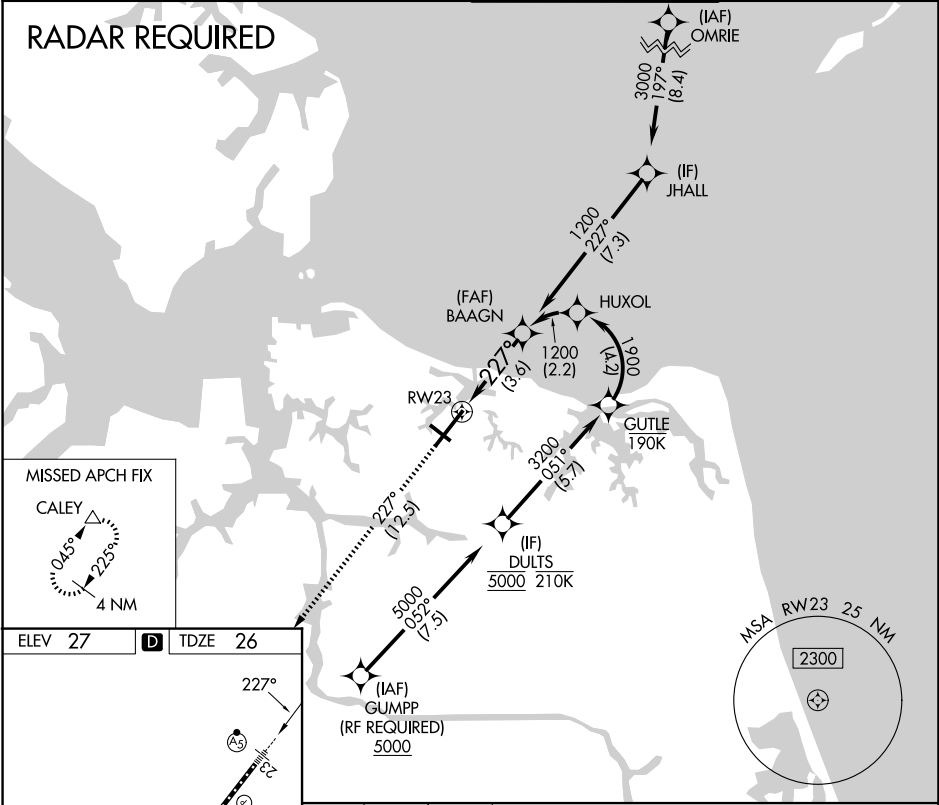 RADAR REQUIRED
(IAF)
OMRIE
3000
197°
(8.4)
(IF)
JHALL
1200
227°
(7.3)
(FAF)
BAAGN
HUXOL
1200
(2.2)
1900
(4.2)
227°
(3.6)
RW23
GUTLE
190K
3200
051°
(5.7)
MISSED APCH FIX
CALEY
045°
225°
4 NM
227°
(12.5)
(IF)
DULTS
5000 210K
5000
052°
(7.5)
MSA RW23 25 NM
2300
ELEV 27 D TDZE 26
227°
A5
23
(IAF)
GUMPP
(RF REQUIRED)
5000